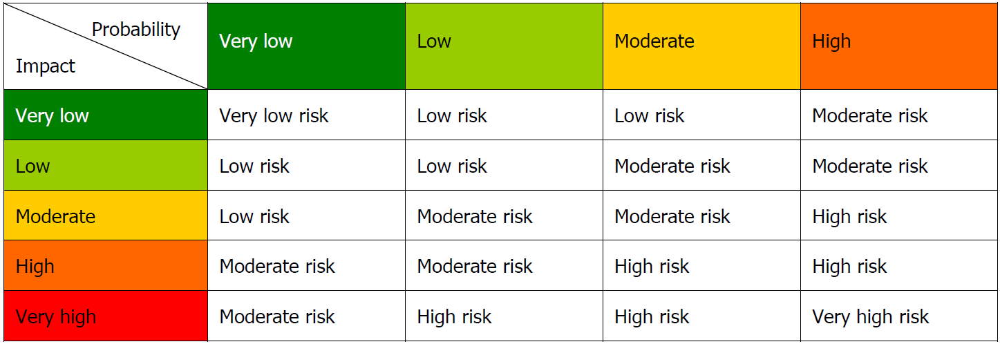 Probability
Impact
Very low Low Moderate High
Very low Very low risk Low risk Low risk Moderate risk
Low Low risk Low risk Moderate risk Moderate risk
Moderate Low risk Moderate risk Moderate risk High risk
High Moderate risk Moderate risk High risk High risk
Very high Moderate risk High risk High risk Very high risk